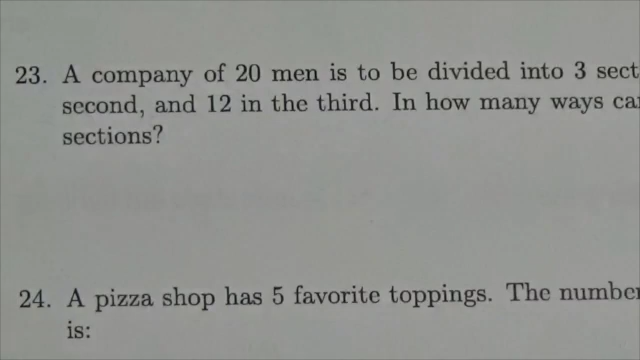 23. A company of 20 men is to be divided into 3 sect
second, and 12 in the third. In how many ways ca
sections?
24. A pizza shop has 5 favorite toppings. The number
is: